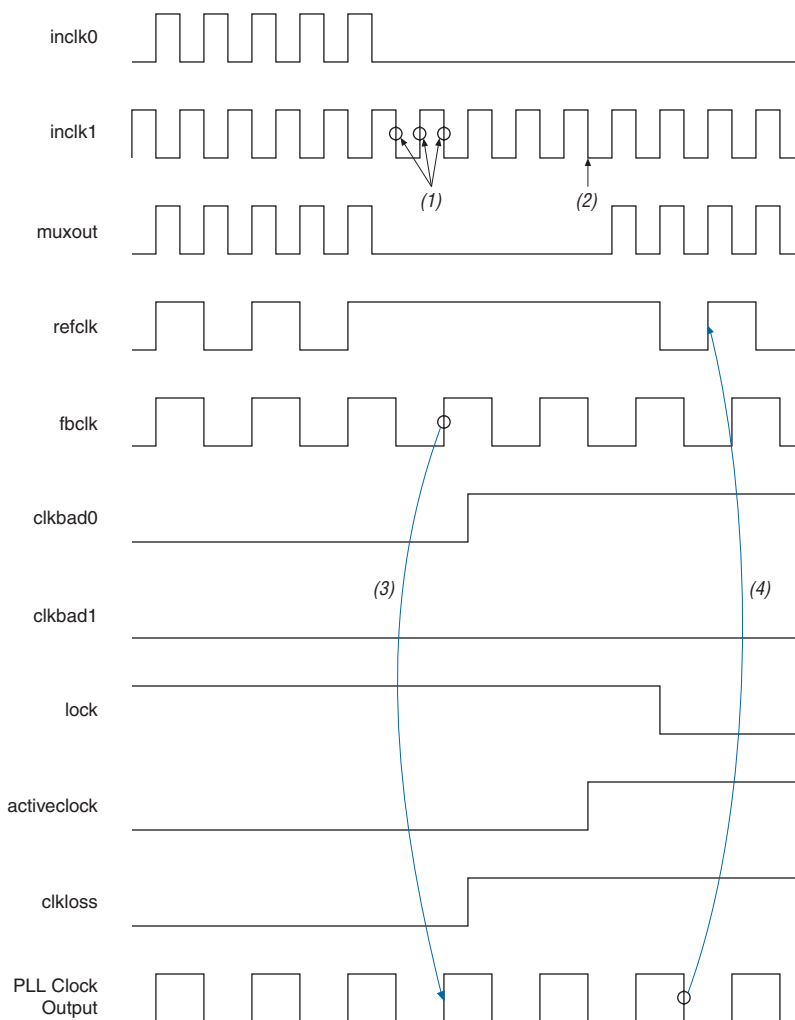 inclk0
inclk1
(1)
(2)
muxout
refclk
fbclk
clkbad0
(3)
(4)
clkbad1
lock
activeclock
clkloss
PLL Clock
Output